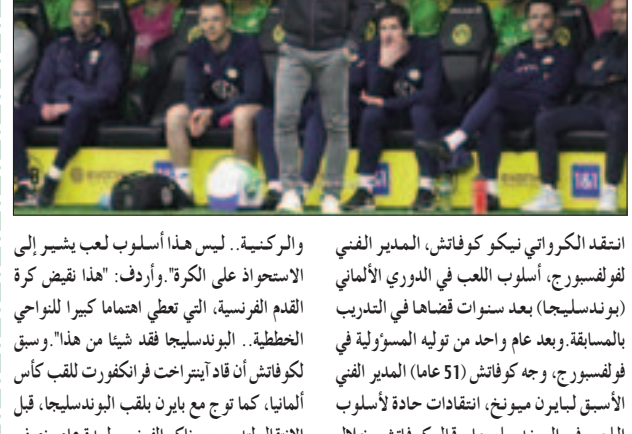 1&1
انتقد الكرواتي نيكو كوفاتش، المدير الفني
لفولفسبورج، أسلوب اللعب في الدوري الألماني
(بوندسليجا) بعد سنوات قضاها في التدريب
بالمسابقة.وبعد عام واحد من توليه المسؤولية في
فولفسبورج، وجه كوفاتش (51 عاما) المدير الفني
الأسبق لبايرن ميونخ، انتقادات حادة لأسلوب
والركنية.. ليس هذا أسلوب لعب يشير إلى
الاستحواذ على الكرة".وأردف: "هذا نقيض كرة
القدم الفرنسية، التي تعطي اهتماما كبيرا للنواحي
الخططية.. البوندسليجا فقد شيئا من هذا".وسبق
لكوفاتش أن قاد آينتراخت فرانكفورت للقب كأس
ألمانيا، كما توج مع بايرن بلقب البوندسليجا، قبل